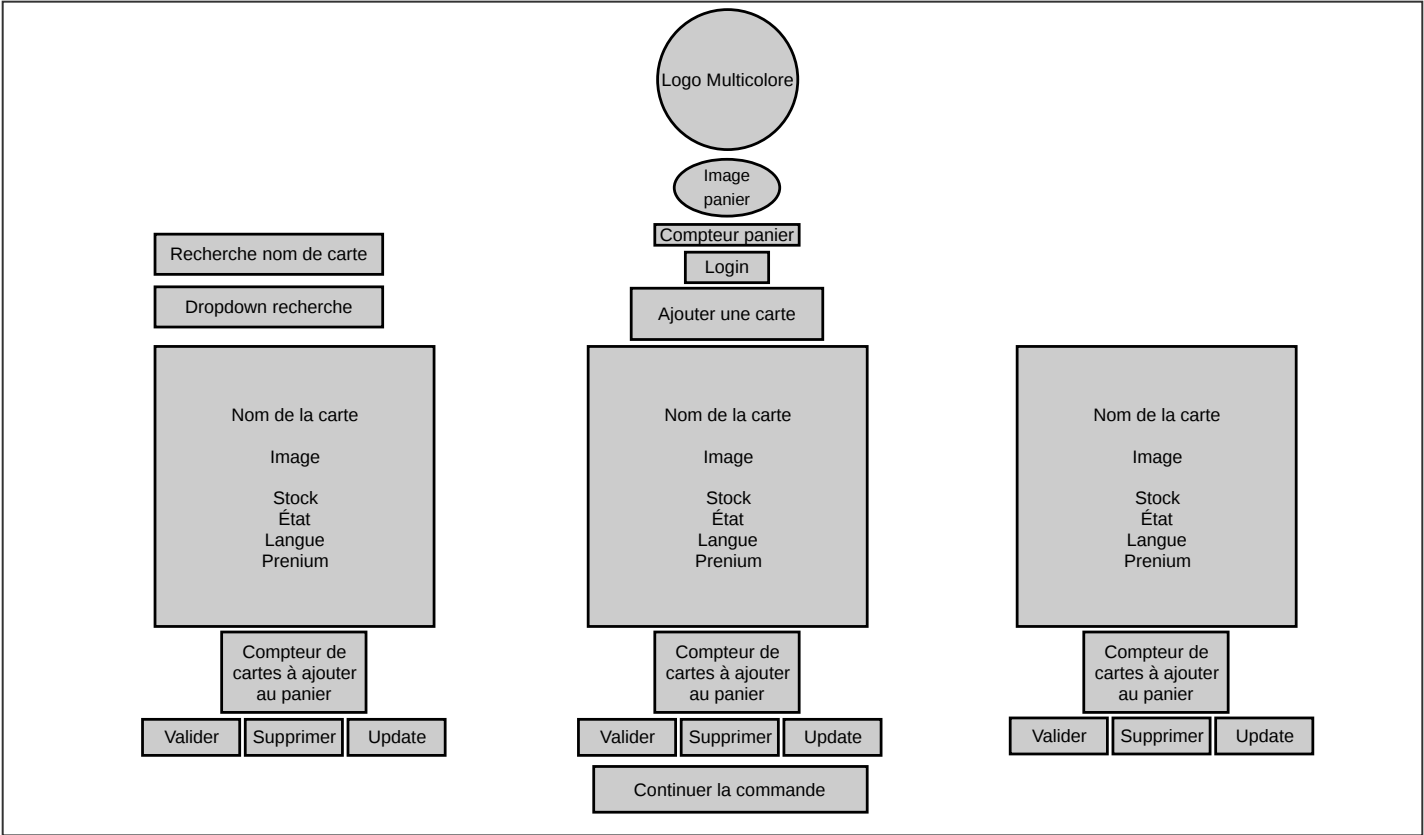 Logo Multicolore
Image
panier
Compteur panier
Recherche nom de carte
Login
Dropdown recherche
Ajouter une carte
Nom de la carte
Image
Stock
État
Langue
Prenium
Nom de la carte
Image
Stock
État
Langue
Prenium
Nom de la carte
Image
Stock
État
Langue
Prenium
Compteur de
cartes à ajouter
au panier
Compteur de
cartes à ajouter
au panier
Compteur de
cartes à ajouter
au panier
Valider
Supprimer
Update
Valider
Supprimer
Update
Valider
Supprimer
Update
Continuer la commande